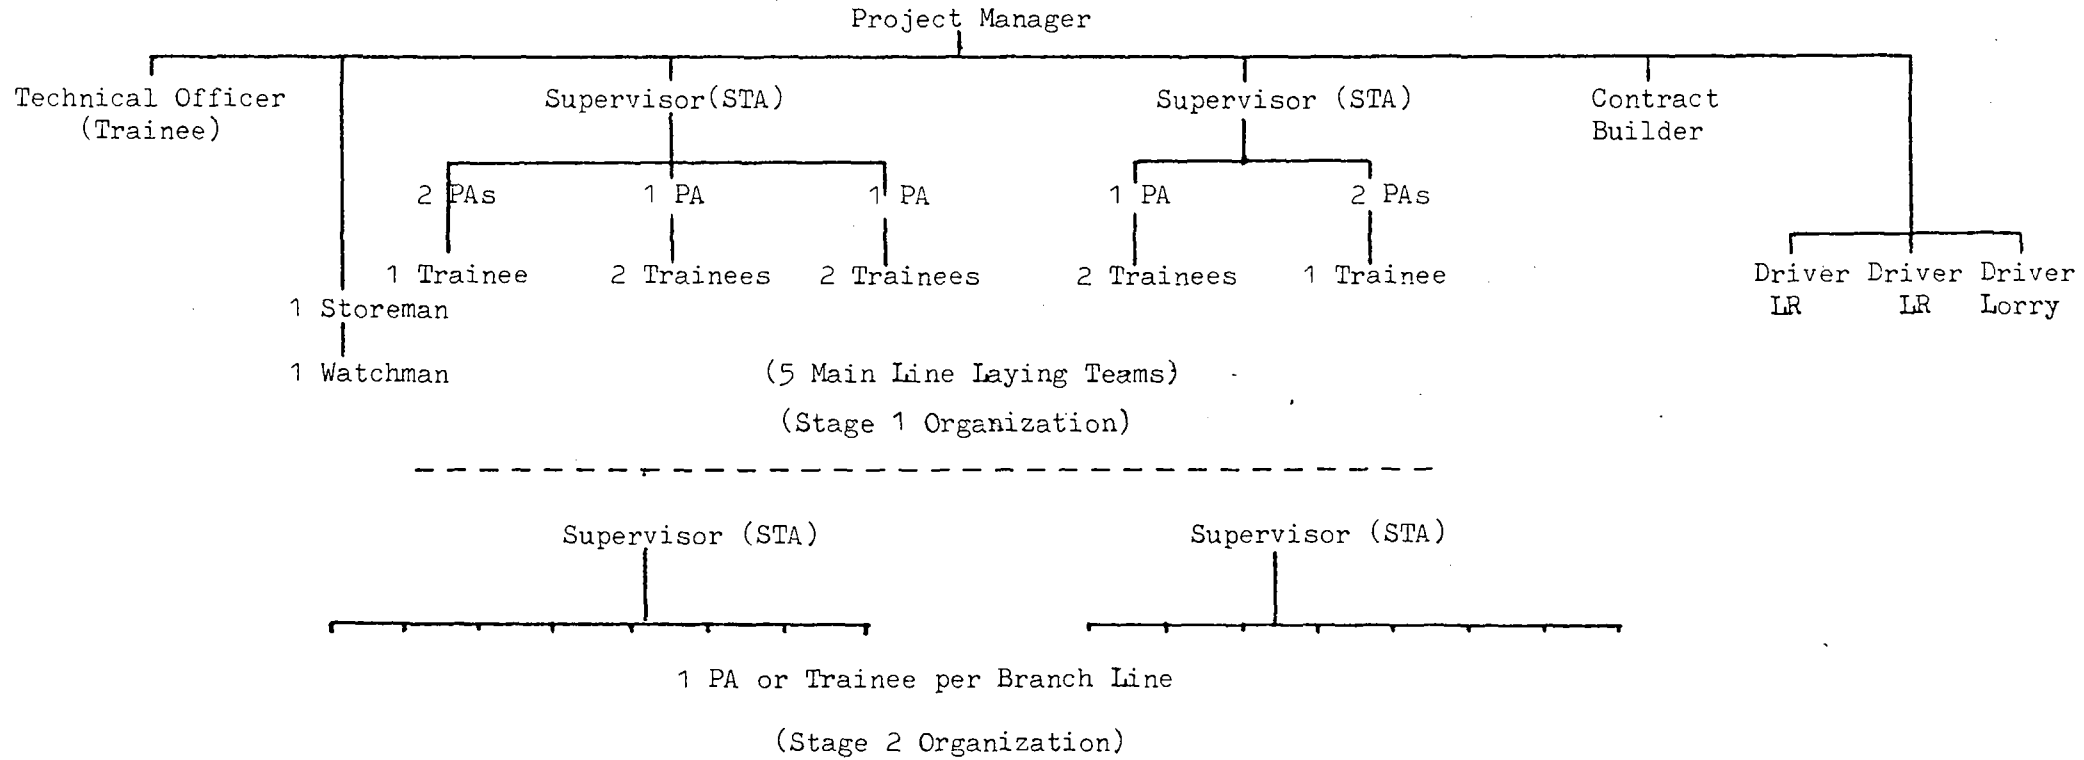 Project Manager
Technical Officer
(Trainee)
Supervisor(STA)
Supervisor (STA)
Contract
Builder
2 PAs
1 PA
1 PA
1 PA
2 PAs
1 Trainee
2 Trainees
2 Trainees
2 Trainees
1 Trainee
Driver
LR
Driver
LR
Driver
Lorry
1 Storeman
1 Watchman
(5 Main Line Laying Teams)
(Stage 1 Organization)
Supervisor (STA)
Supervisor (STA)
1 PA or Trainee per Branch Line
(Stage 2 Organization)